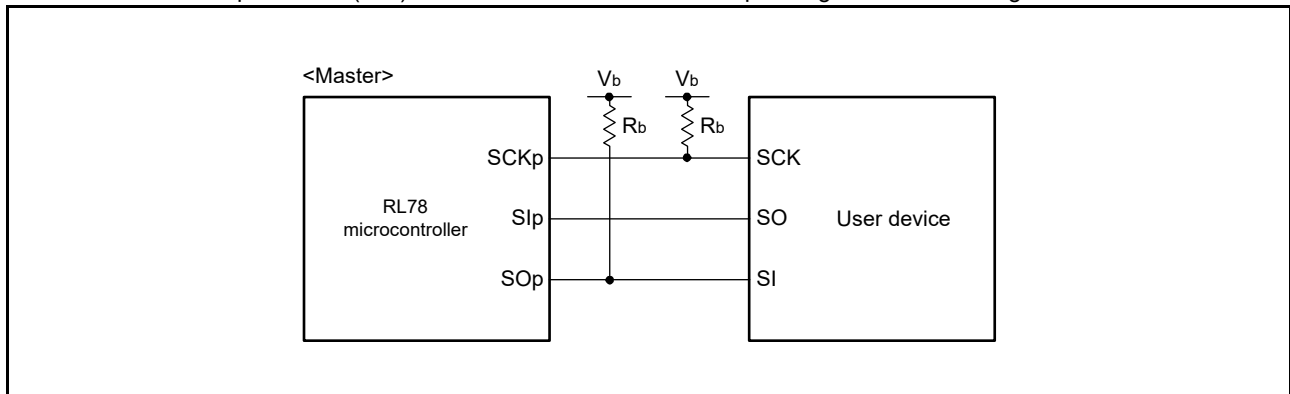 <Master>
Vb Vb
Rb Rb
SCKp SCK
RL78
microcontroller
SIp SO User device
SOp SI